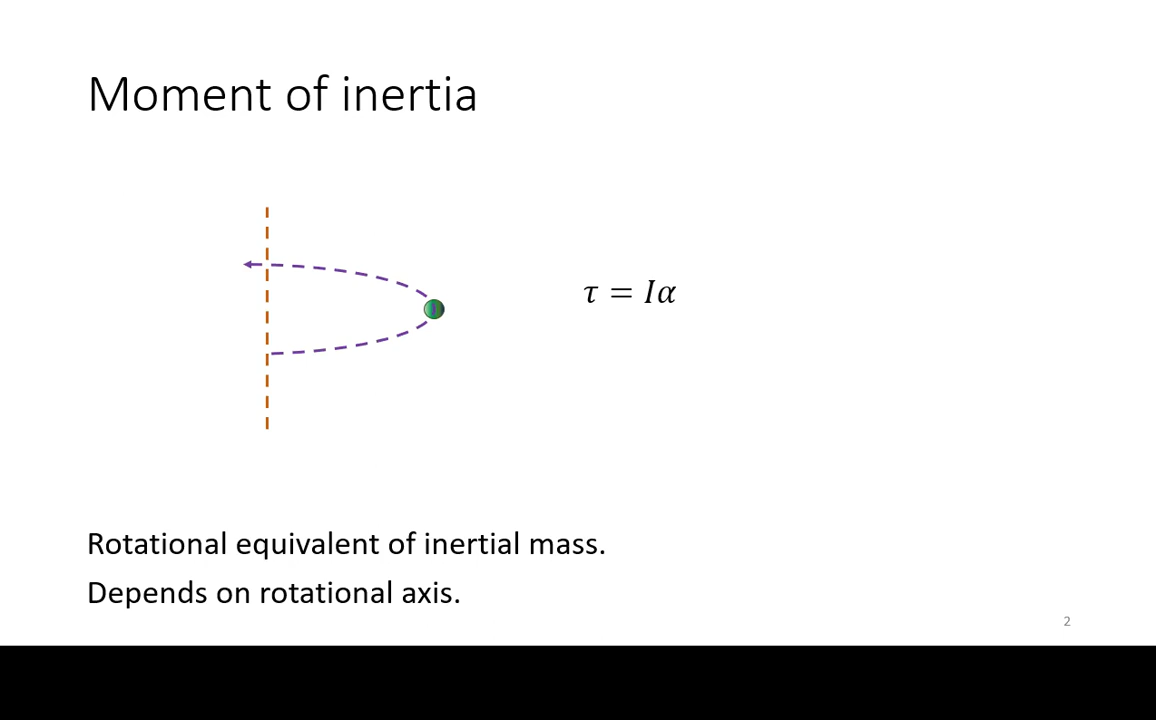 Moment of inertia
𝜏 = 𝐼𝛼
Rotational equivalent of inertial mass.
Depends on rotational axis.
2